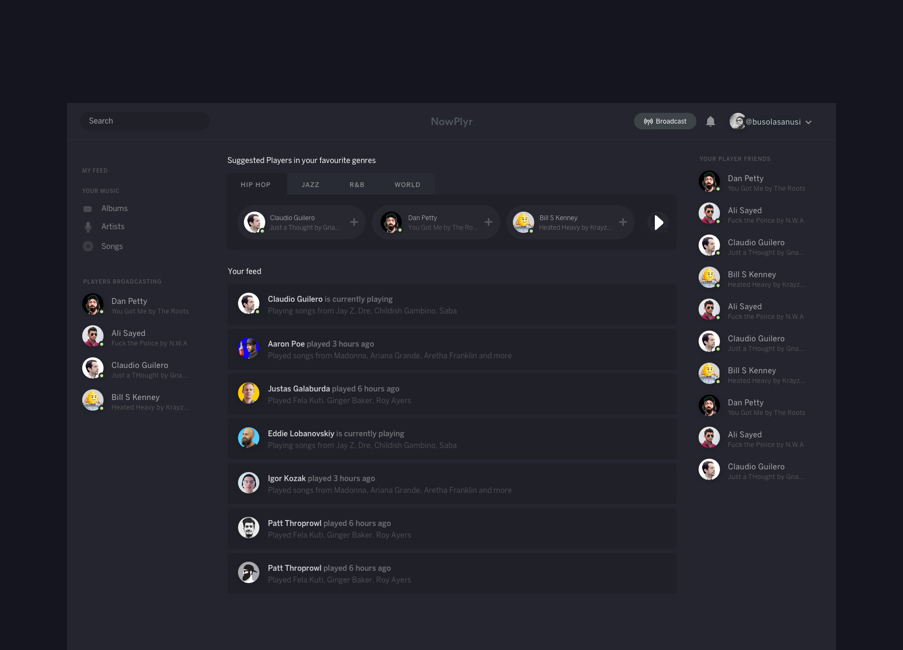 Search
NowPlyr
Broadcast
@busolasanusi
MY FEED
YOUR MUSIC
Albums
Artists
Songs
PLAYERS BROADCASTING
Dan Petty
You Got Me by The Roots
Ali Sayed
Fuck the Police by N.W.A
Claudio Guilero
Just a THought by Gna...
Bill S Kenney
Heated Heavy by Krayz...
Suggested Players in your favourite genres
HIP HOP
JAZZ
R&B
WORLD
Claudio Guilero
Just a Thought by Gna...
Dan Petty
You Got Me by The Ro...
Bill S Kenney
Heated Heavy by Krayz...
Your feed
Claudio Guilero is currently playing
Playing songs from Jay Z, Dre, Childish Gambino, Saba
Aaron Poe played 3 hours ago
Played songs from Madonna, Ariana Grande, Aretha Franklin and more
Justas Galaburda played 6 hours ago
Played Fela Kuti, Ginger Baker, Roy Ayers
Eddie Lobanovskiy is currently playing
Playing songs from Jay Z, Dre, Childish Gambino, Saba
Igor Kozak played 3 hours ago
Played songs from Madonna, Ariana Grande, Aretha Franklin and more
Patt Throprowl played 6 hours ago
Played Fela Kuti, Ginger Baker, Roy Ayers
Patt Throprowl played 6 hours ago
Played Fela Kuti, Ginger Baker, Roy Ayers
YOUR PLAYER FRIENDS
Dan Petty
You Got Me by The Roots
Ali Sayed
Fuck the Police by N.W.A
Claudio Guilero
Just a THought by Gna...
Bill S Kenney
Heated Heavy by Krayz...
Ali Sayed
Fuck the Police by N.W.A
Claudio Guilero
Just a THought by Gna...
Bill S Kenney
Heated Heavy by Krayz...
Dan Petty
You Got Me by The Roots
Ali Sayed
Fuck the Police by N.W.A
Claudio Guilero
Just a THought by Gna...